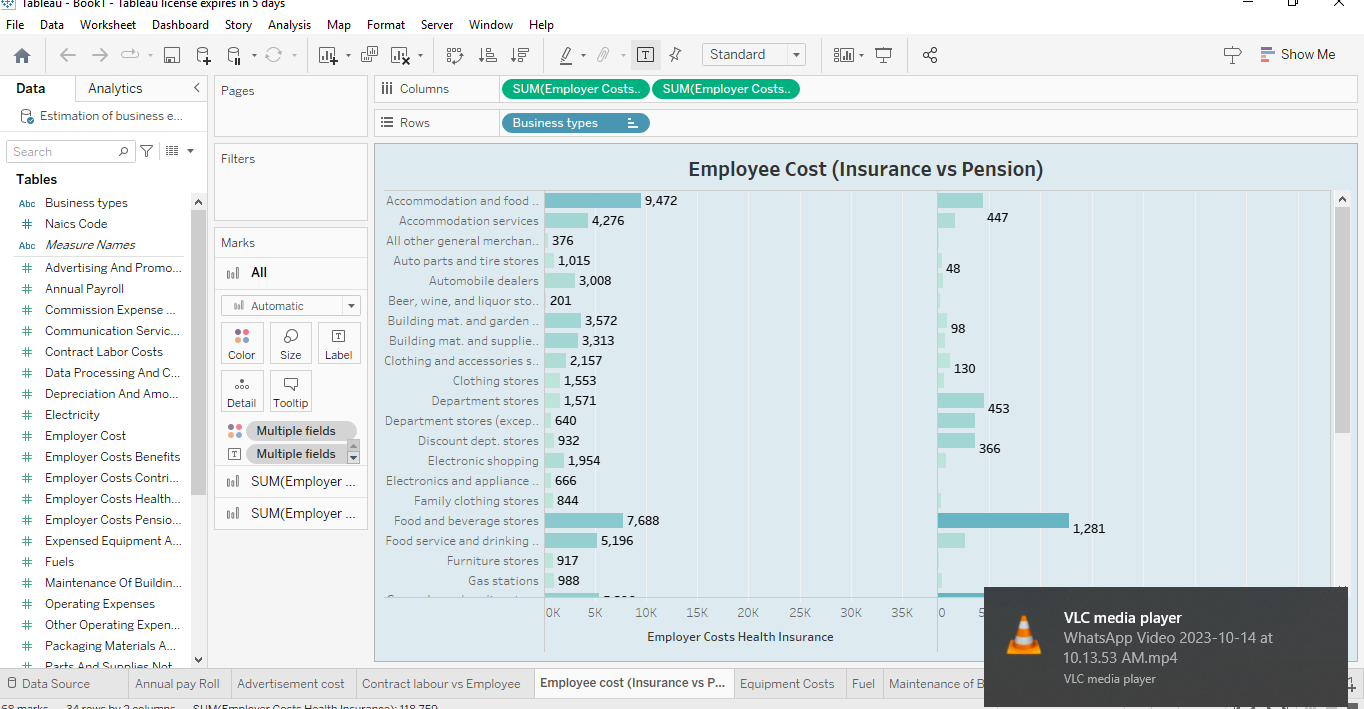 Tableau - Book1 - Tableau license expires in 5 days
File Data Worksheet Dashboard Story Analysis Map Format Server Window Help
Standard
Show Me
Data Analytics
Estimation of business e...
Search
Tables
Abc Business types
# Naics Code
Abc Measure Names
# Advertising And Promo...
# Annual Payroll
# Commission Expense ...
# Communication Servic...
# Contract Labor Costs
# Data Processing And C...
# Depreciation And Amo...
# Electricity
# Employer Cost
# Employer Costs Benefits
# Employer Costs Contri...
# Employer Costs Health...
# Employer Costs Pensio...
# Expensed Equipment A...
# Fuels
# Maintenance Of Buildin...
# Operating Expenses
# Other Operating Expen...
# Packaging Materials A...
# Parts And Supplies Not
Pages
Filters
Marks
All
Automatic
Color Size T Label
Detail Tooltip
Multiple fields
T Multiple fields
SUM(Employer ...
SUM(Employer ...
Columns SUM(Employer Costs.. SUM(Employer Costs..
Rows Business types
Employee Cost (Insurance vs Pension)
Accommodation and food .. 9,472
Accommodation services 4,276 447
All other general merchan.. 376
Auto parts and tire stores 1,015 48
Automobile dealers 3,008
Beer, wine, and liquor sto.. 201
Building mat. and garden .. 3,572 98
Building mat. and supplie.. 3,313
Clothing and accessories s.. 2,157 130
Clothing stores 1,553
Department stores 1,571 453
Department stores (excep.. 640
Discount dept. stores 932 366
Electronic shopping 1,954
Electronics and appliance .. 666
Family clothing stores 844
Food and beverage stores 7,688 1,281
Food service and drinking .. 5,196
Furniture stores 917
Gas stations 988
0K 5K 10K 15K 20K 25K 30K 35K 0
Employer Costs Health Insurance
VLC media player
WhatsApp Video 2023-10-14 at
10.13.53 AM.mp4
VLC media player
Data Source Annual pay Roll Advertisement cost Contract labour vs Employee Employee cost (Insurance vs P... Equipment Costs Fuel Maintenance of B
68 marks 34 rows by 2 columns SUM(Employer Costs Health Insurance): 118,759